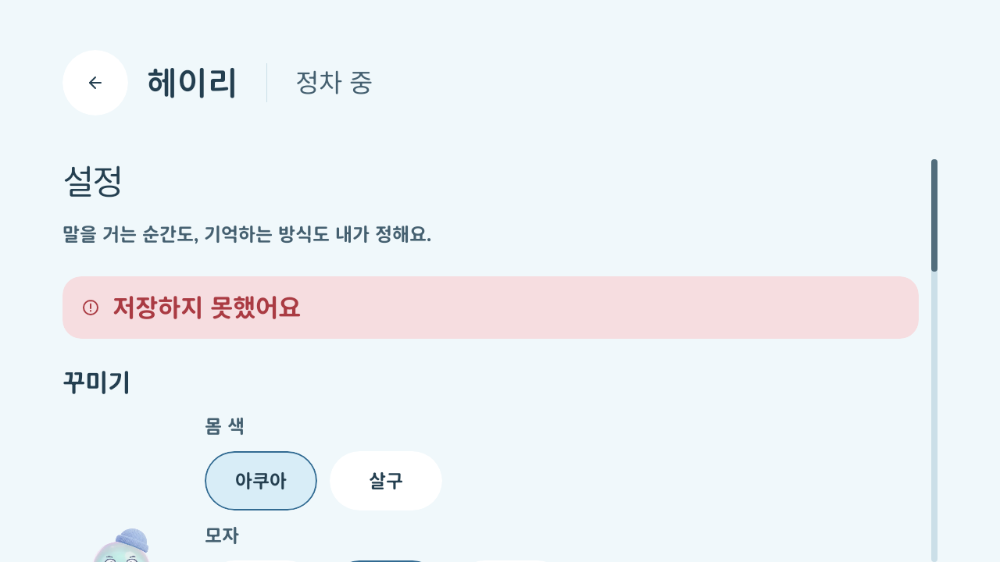 헤이리
정차 중
설정
말을 거는 순간도, 기억하는 방식도 내가 정해요.
저장하지 못했어요
꾸미기
몸 색
아쿠아
살구
모자